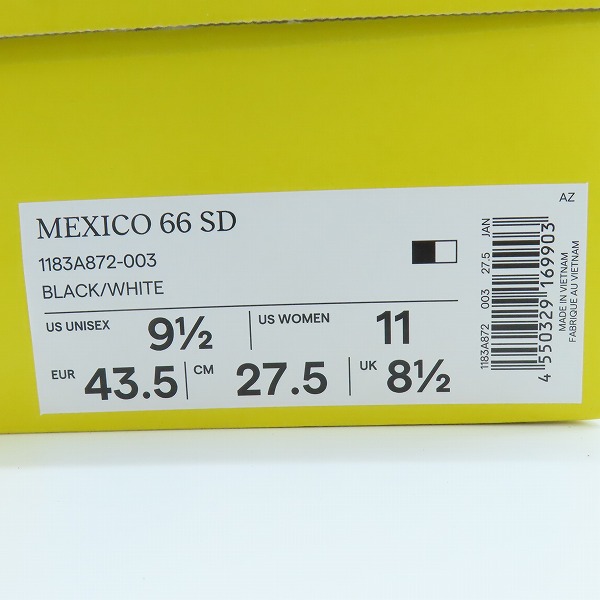 MEXICO 66 SD
1183A872-003
BLACK/WHITE
US UNISEX 9½ US WOMEN 11
EUR 43.5 CM 27.5 UK 8½
AZ
1183A872 003 27.5 JAN
4 550329 169903
MADE IN VIETNAM
FABRIQUE AU VIETNAM